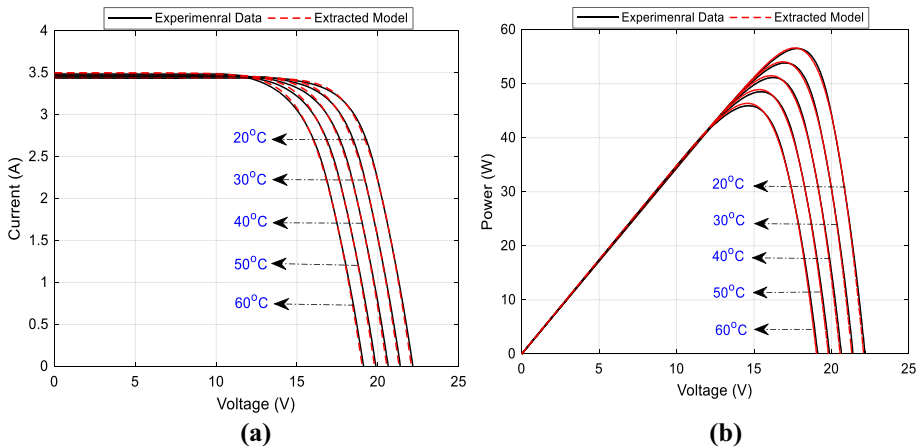 Experimenral Data Extracted Model
4
3.5
3
2.5
2
1.5
1
0.5
0
Current (A)
20°C
30°C
40°C
50°C
60°C
0 5 10 15 20 25
Voltage (V)
(a)
Experimenral Data Extracted Model
60
50
40
30
20
10
0
Power (W)
20°C
30°C
40°C
50°C
60°C
0 5 10 15 20 25
Voltage (V)
(b)